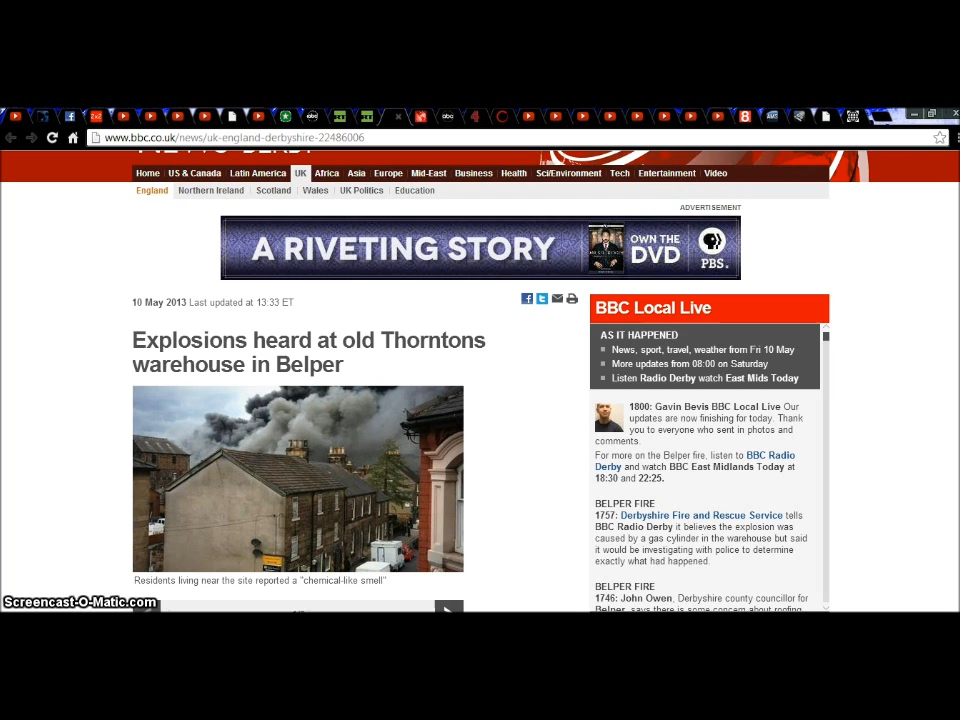 www.bbc.co.uk/news/uk-england-derbyshire-22486006
Home US & Canada Latin America UK Africa Asia Europe Mid-East Business Health Sci/Environment Tech Entertainment Video
England Northern Ireland Scotland Wales UK Politics Education
ADVERTISEMENT
A RIVETING STORY
OWN THE
DVD
PBS.
10 May 2013 Last updated at 13:33 ET
Explosions heard at old Thorntons
warehouse in Belper
Residents living near the site reported a "chemical-like smell"
BBC Local Live
AS IT HAPPENED
News, sport, travel, weather from Fri 10 May
More updates from 08:00 on Saturday
Listen Radio Derby watch East Mids Today
1800: Gavin Bevis BBC Local Live Our
updates are now finishing for today. Thank
you to everyone who sent in photos and
comments.
For more on the Belper fire, listen to BBC Radio
Derby and watch BBC East Midlands Today at
18:30 and 22:25.
BELPER FIRE
1757: Derbyshire Fire and Rescue Service tells
BBC Radio Derby it believes the explosion was
caused by a gas cylinder in the warehouse but said
it would be investigating with police to determine
exactly what had happened.
BELPER FIRE
1746: John Owen, Derbyshire county councillor for
Belper, says there is some concern about roofing
Screencast-O-Matic.com